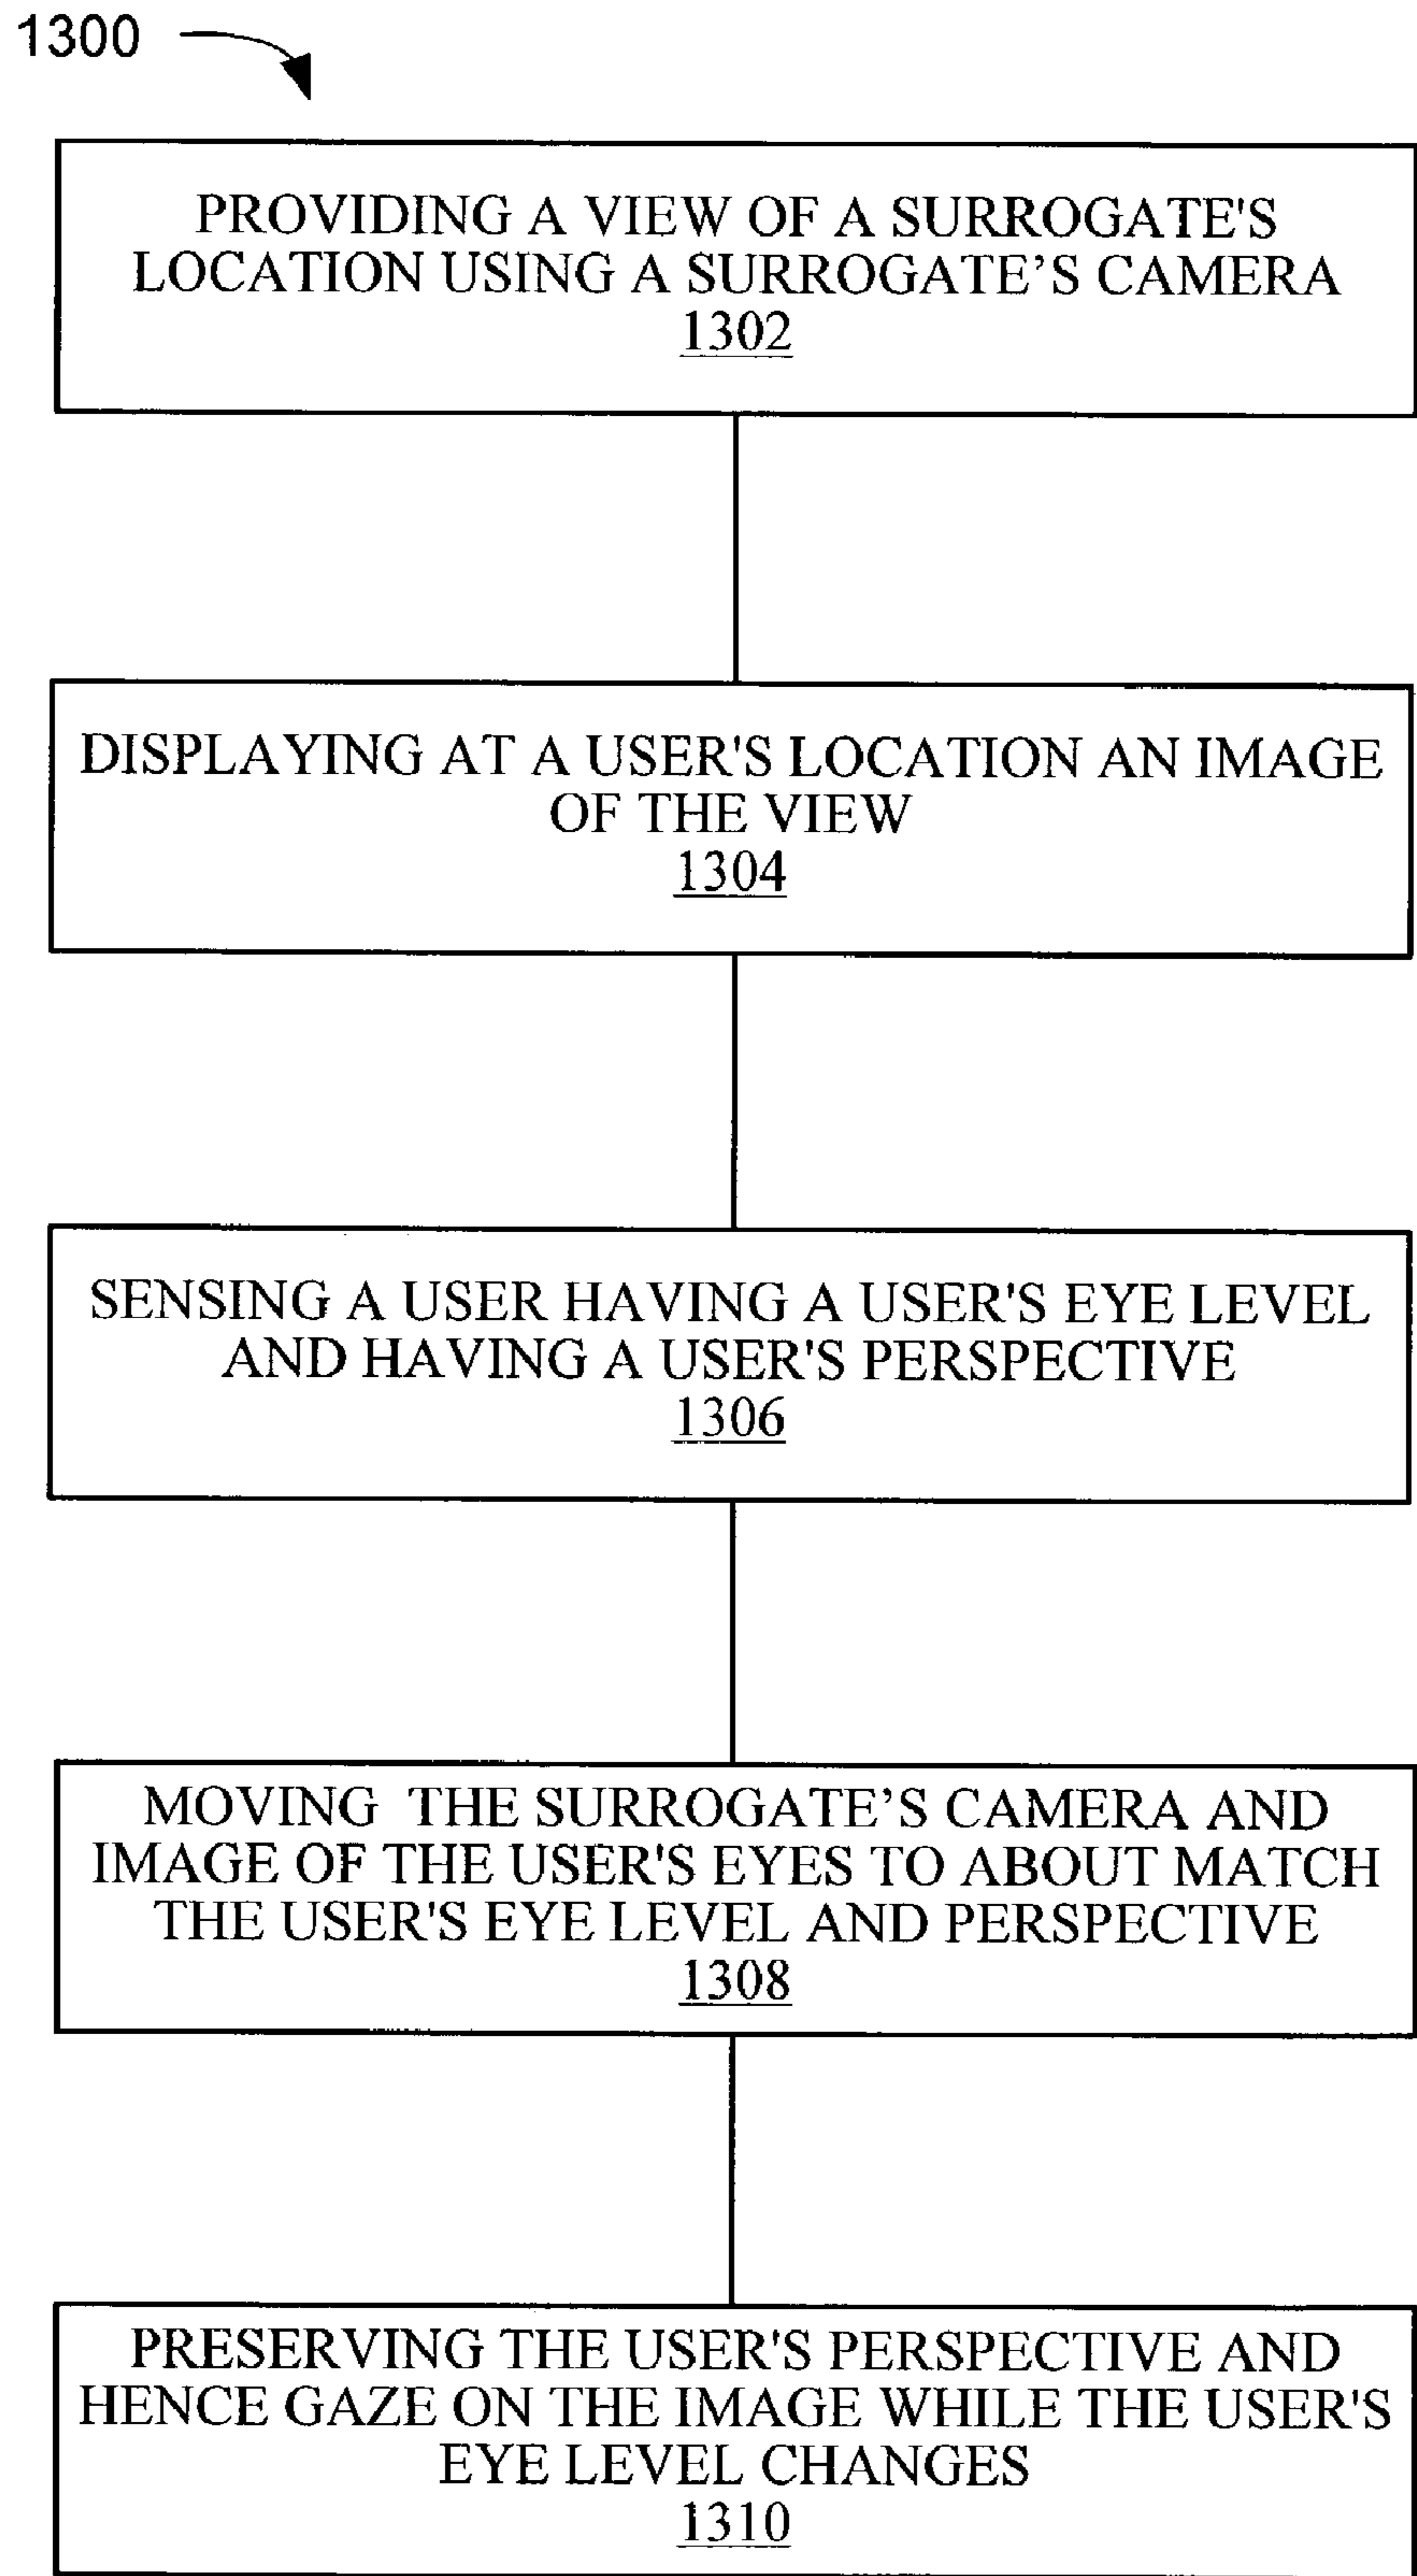 1300
PROVIDING A VIEW OF A SURROGATE'S
LOCATION USING A SURROGATE’S CAMERA
1302
DISPLAYING AT A USER'S LOCATION AN IMAGE
OF THE VIEW
1304
SENSING A USER HAVING A USER'S EYE LEVEL
AND HAVING A USER'S PERSPECTIVE
1306
MOVING THE SURROGATE’S CAMERA AND
IMAGE OF THE USER'S EYES TO ABOUT MATCH
THE USER'S EYE LEVEL AND PERSPECTIVE
1308
PRESERVING THE USER'S PERSPECTIVE AND
HENCE GAZE ON THE IMAGE WHILE THE USER'S
EYE LEVEL CHANGES
1310